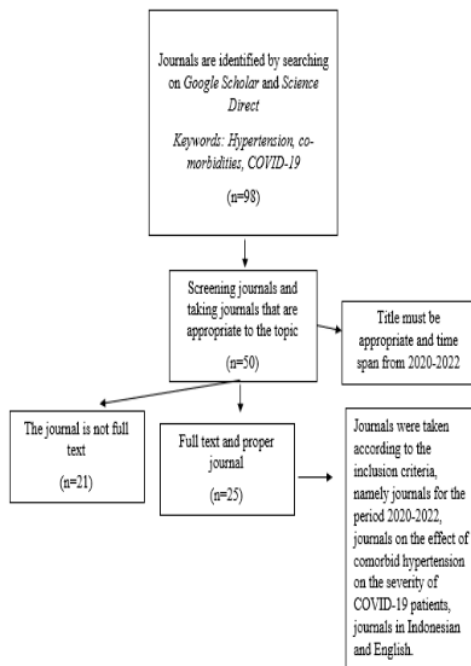 Journals are identified by searching
on Google Scholar and Science
Direct
Keywords: Hypertension, co-
morbidities, COVID-19
(n=98)
Screening journals and
taking journals that are
appropriate to the topic
(n=50)
Title must be
appropriate and time
span from 2020-2022
The journal is not full
text
(n=21)
Full text and proper
journal
(n=25)
Journals were taken
according to the
inclusion criteria,
namely journals for the
period 2020-2022,
journals on the effect of
comorbid hypertension
on the severity of
COVID-19 patients,
journals in Indonesian
and English.